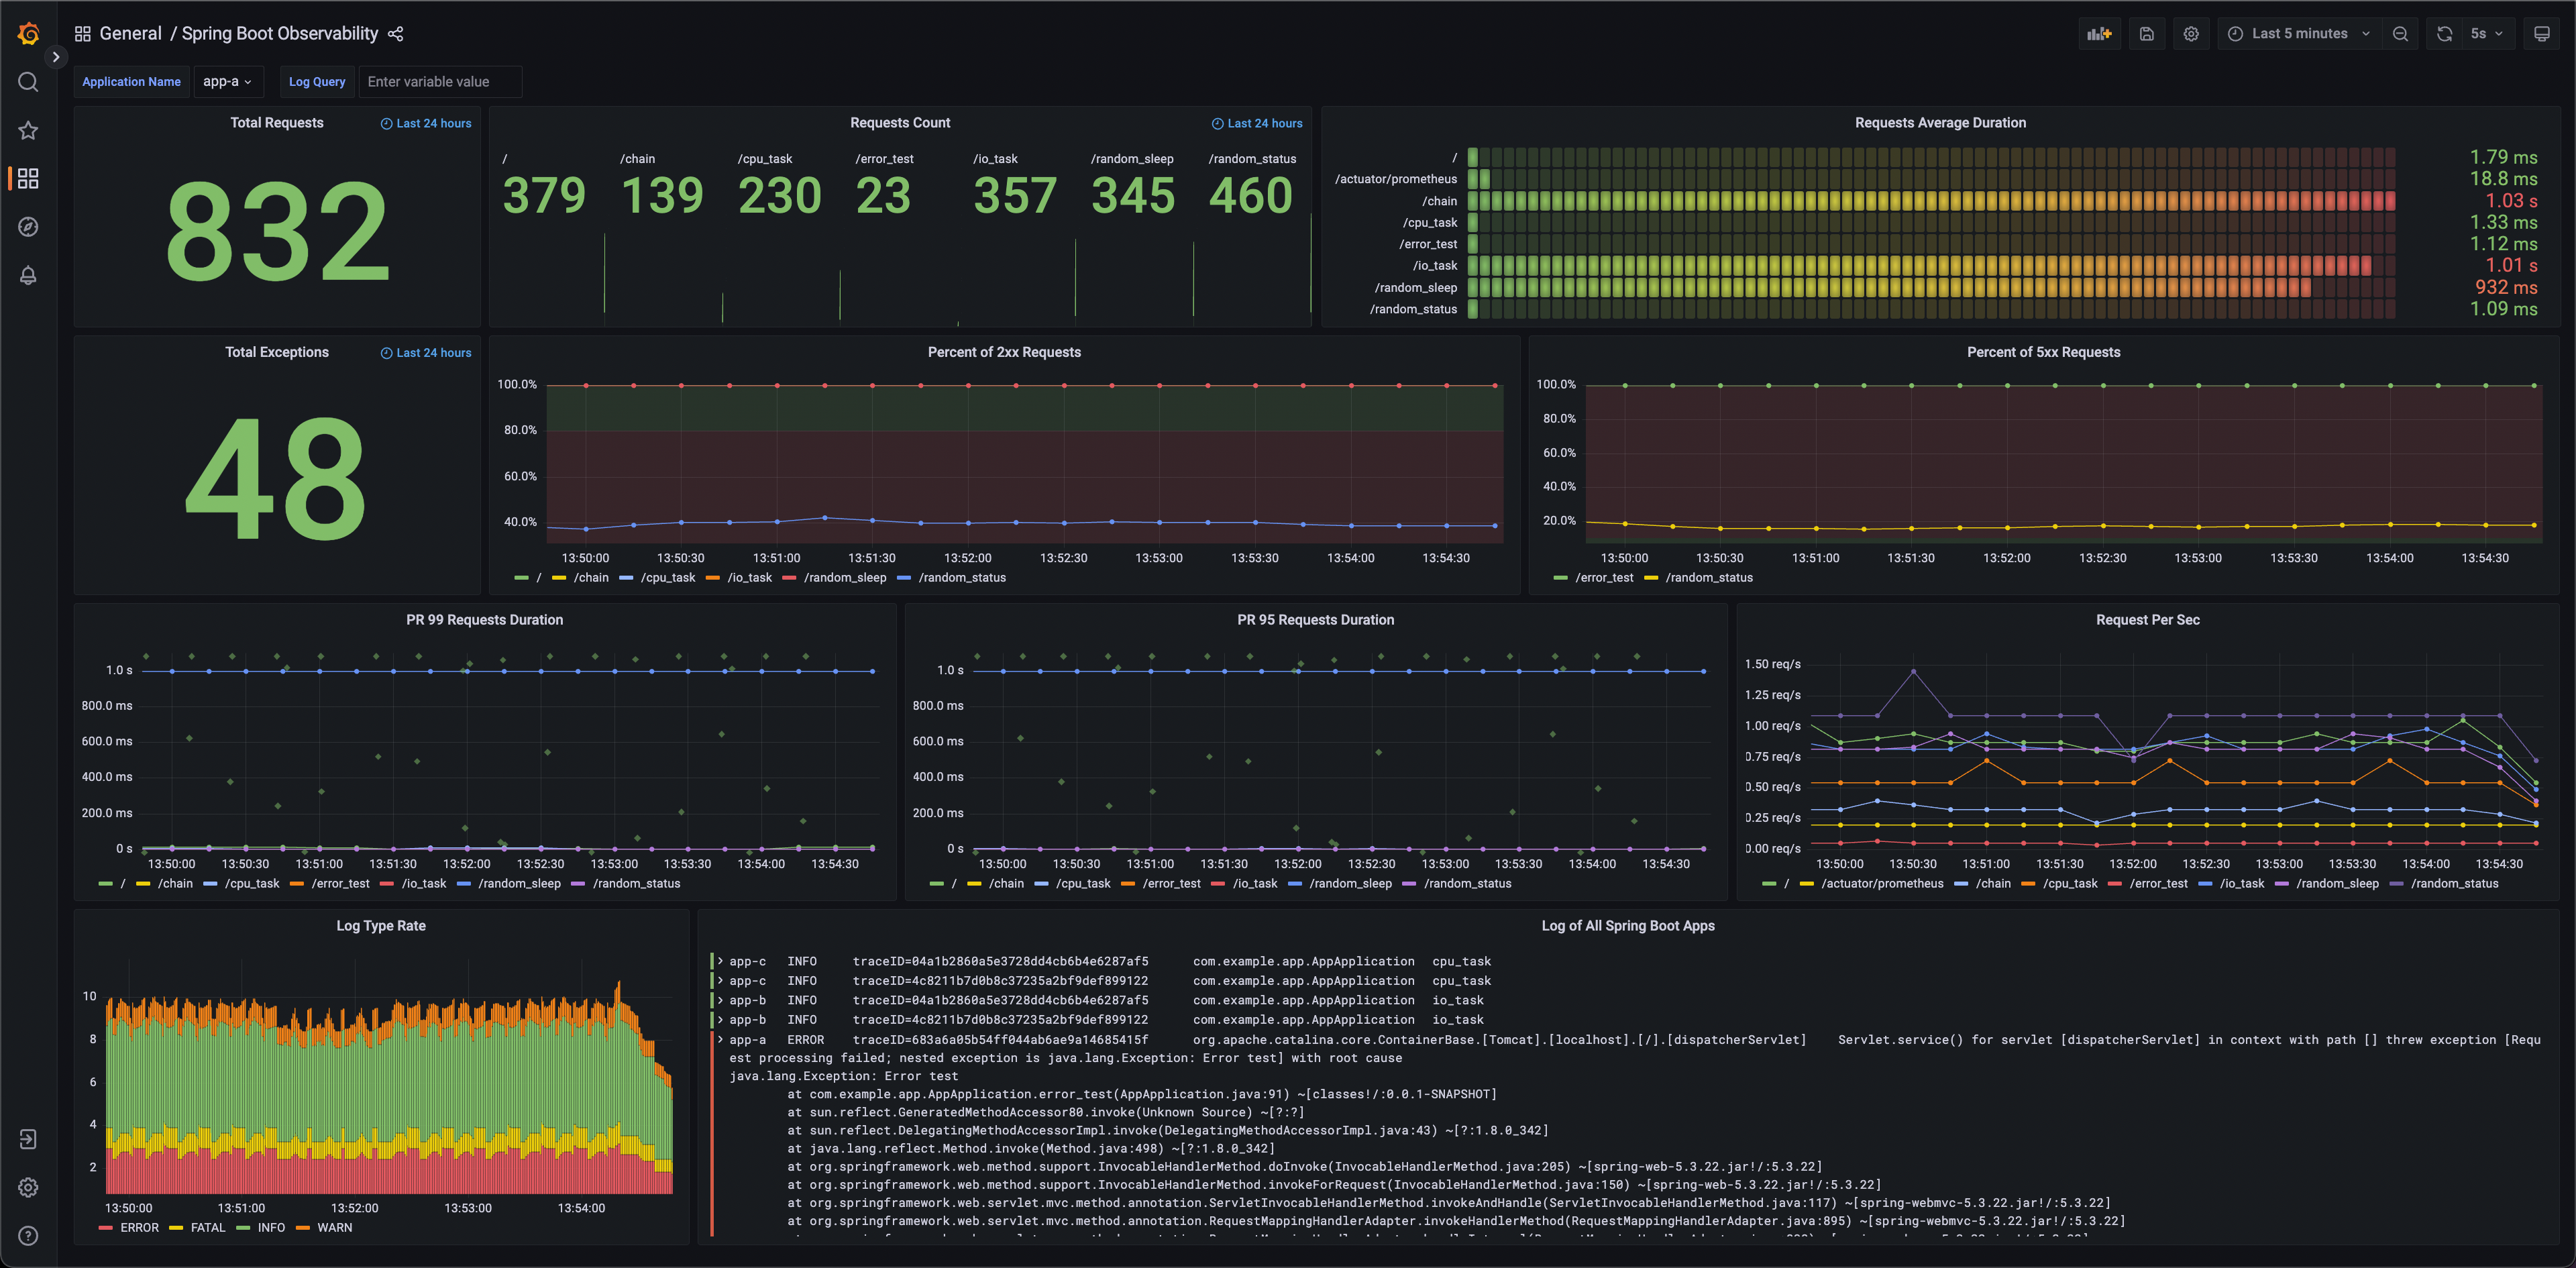 General / Spring Boot Observability
Last 5 minutes
5s
Application Name
app-a
Log Query
Enter variable value
Total Requests
Last 24 hours
832
Requests Count
Last 24 hours
/
379
/chain
139
/cpu_task
230
/error_test
23
/io_task
357
/random_sleep
345
/random_status
460
Requests Average Duration
/ 1.79 ms
/actuator/prometheus 18.8 ms
/chain 1.03 s
/cpu_task 1.33 ms
/error_test 1.12 ms
/io_task 1.01 s
/random_sleep 932 ms
/random_status 1.09 ms
Total Exceptions
Last 24 hours
48
Percent of 2xx Requests
100.0%
80.0%
60.0%
40.0%
13:50:00 13:50:30 13:51:00 13:51:30 13:52:00 13:52:30 13:53:00 13:53:30 13:54:00 13:54:30
/ /chain /cpu_task /io_task /random_sleep /random_status
Percent of 5xx Requests
100.0%
80.0%
60.0%
40.0%
20.0%
13:50:00 13:50:30 13:51:00 13:51:30 13:52:00 13:52:30 13:53:00 13:53:30 13:54:00 13:54:30
/error_test /random_status
PR 99 Requests Duration
1.0 s
800.0 ms
600.0 ms
400.0 ms
200.0 ms
0 s
13:50:00 13:50:30 13:51:00 13:51:30 13:52:00 13:52:30 13:53:00 13:53:30 13:54:00 13:54:30
/ /chain /cpu_task /error_test /io_task /random_sleep /random_status
PR 95 Requests Duration
1.0 s
800.0 ms
600.0 ms
400.0 ms
200.0 ms
0 s
13:50:00 13:50:30 13:51:00 13:51:30 13:52:00 13:52:30 13:53:00 13:53:30 13:54:00 13:54:30
/ /chain /cpu_task /error_test /io_task /random_sleep /random_status
Request Per Sec
1.50 req/s
1.25 req/s
1.00 req/s
0.75 req/s
0.50 req/s
0.25 req/s
0.00 req/s
13:50:00 13:50:30 13:51:00 13:51:30 13:52:00 13:52:30 13:53:00 13:53:30 13:54:00 13:54:30
/ /actuator/prometheus /chain /cpu_task /error_test /io_task /random_sleep /random_status
Log Type Rate
10
8
6
4
2
13:50:00 13:51:00 13:52:00 13:53:00 13:54:00
ERROR FATAL INFO WARN
Log of All Spring Boot Apps
app-c INFO traceID=04a1b2860a5e3728dd4cb6b4e6287af5 com.example.app.AppApplication cpu_task
app-c INFO traceID=4c8211b7d0b8c37235a2bf9def899122 com.example.app.AppApplication cpu_task
app-b INFO traceID=04a1b2860a5e3728dd4cb6b4e6287af5 com.example.app.AppApplication io_task
app-b INFO traceID=4c8211b7d0b8c37235a2bf9def899122 com.example.app.AppApplication io_task
app-a ERROR traceID=683a6a05b54ff044ab6ae9a14685415f org.apache.catalina.core.ContainerBase.[Tomcat].[localhost].[/].[dispatcherServlet] Servlet.service() for servlet [dispatcherServlet] in context with path [] threw exception [Requ
est processing failed; nested exception is java.lang.Exception: Error test] with root cause
java.lang.Exception: Error test
at com.example.app.AppApplication.error_test(AppApplication.java:91) ~[classes!/:0.0.1-SNAPSHOT]
at sun.reflect.GeneratedMethodAccessor80.invoke(Unknown Source) ~[?:?]
at sun.reflect.DelegatingMethodAccessorImpl.invoke(DelegatingMethodAccessorImpl.java:43) ~[?:1.8.0_342]
at java.lang.reflect.Method.invoke(Method.java:498) ~[?:1.8.0_342]
at org.springframework.web.method.support.InvocableHandlerMethod.doInvoke(InvocableHandlerMethod.java:205) ~[spring-web-5.3.22.jar!/:5.3.22]
at org.springframework.web.method.support.InvocableHandlerMethod.invokeForRequest(InvocableHandlerMethod.java:150) ~[spring-web-5.3.22.jar!/:5.3.22]
at org.springframework.web.servlet.mvc.method.annotation.ServletInvocableHandlerMethod.invokeAndHandle(ServletInvocableHandlerMethod.java:117) ~[spring-webmvc-5.3.22.jar!/:5.3.22]
at org.springframework.web.servlet.mvc.method.annotation.RequestMappingHandlerAdapter.invokeHandlerMethod(RequestMappingHandlerAdapter.java:895) ~[spring-webmvc-5.3.22.jar!/:5.3.22]